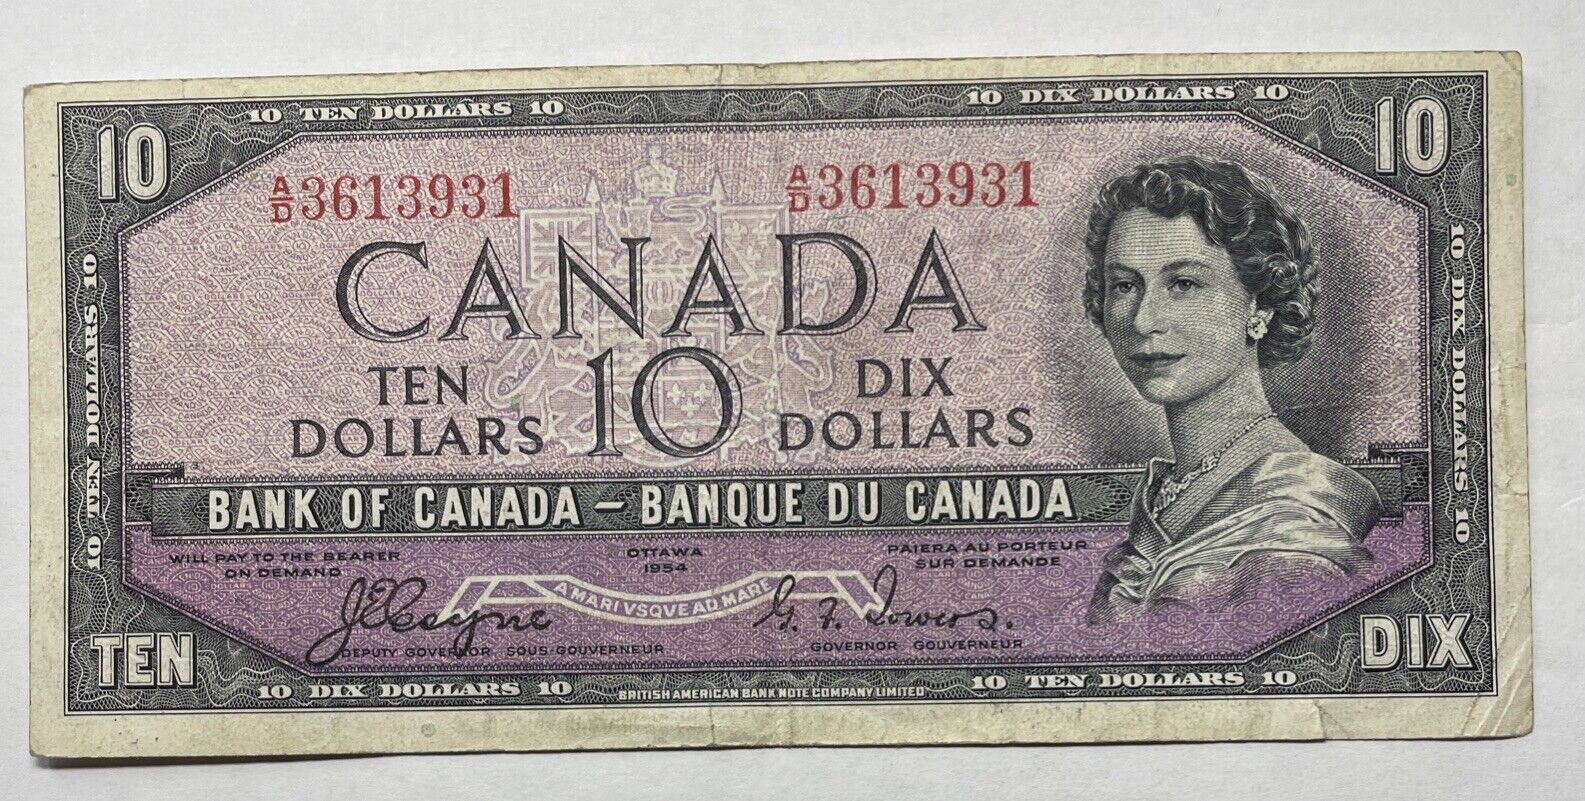 10 TEN DOLLARS 10
10 DIX DOLLARS 10
10
10
A/D 3613931
A/D 3613931
CANADA
TEN DOLLARS
10
DIX DOLLARS
10 TEN DOLLARS 10
10 DIX DOLLARS 10
BANK OF CANADA – BANQUE DU CANADA
WILL PAY TO THE BEARER
ON DEMAND
OTTAWA
1954
PAIERA AU PORTEUR
SUR DEMANDE
A MARI VSQVE AD MARE
J E Coyne
G. F. Towers.
DEPUTY GOVERNOR SOUS-GOUVERNEUR
GOVERNOR GOUVERNEUR
TEN
DIX
10 DIX DOLLARS 10
BRITISH AMERICAN BANK NOTE COMPANY LIMITED
10 TEN DOLLARS 10